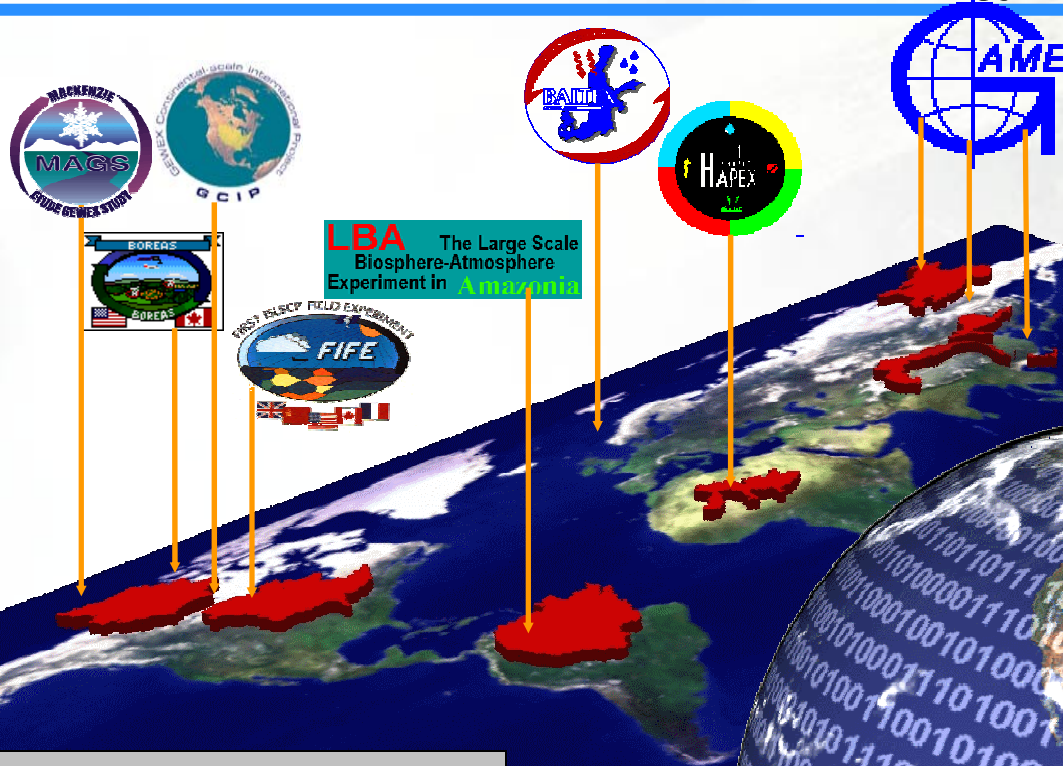 MACKENZIE
MAGS
GEWEX STUDY
GEWEX Continental-scale International Project
GCIP
BOREAS
BOREAS
LBA The Large Scale
Biosphere-Atmosphere
Experiment in Amazonia
FIRST ISLSCP FIELD EXPERIMENT
FIFE
BALTEX
HAPEX
GAME